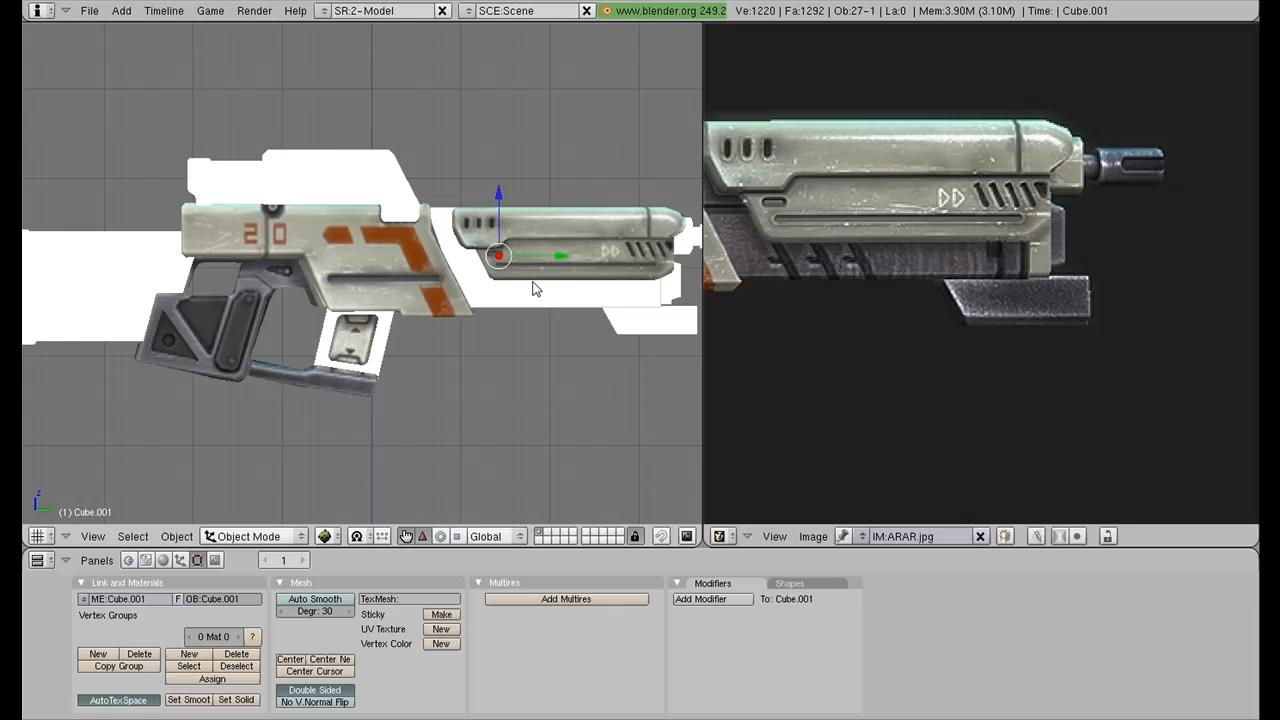 File Add Timeline Game Render Help SR:2-Model SCE:Scene www.blender.org 249.2 Ve:1220 | Fa:1292 | Ob:27-1 | La:0 | Mem:3.90M (3.10M) | Time: | Cube.001
20
z
(1) Cube.001
View Select Object Object Mode Global
View Image IM:ARAR.jpg
Panels 1
Link and Materials
ME:Cube.001 F OB:Cube.001
Vertex Groups
0 Mat 0 ?
New Delete New Delete
Copy Group Select Deselect
Assign
AutoTexSpace Set Smoot Set Solid
Mesh
Auto Smooth TexMesh:
Degr: 30 Sticky Make
UV Texture New
Vertex Color New
Center Center Ne
Center Cursor
Double Sided
No V.Normal Flip
Multires
Add Multires
Modifiers Shapes
Add Modifier To: Cube.001